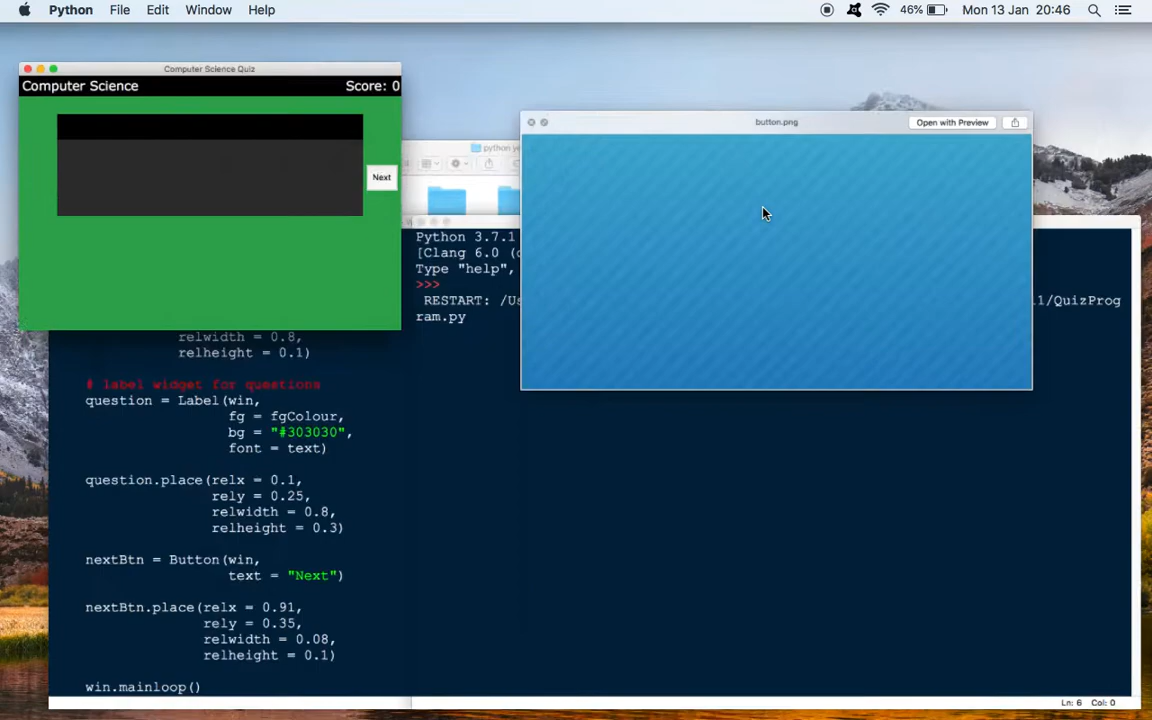 Python File Edit Window Help 46% Mon 13 Jan 20:46
Computer Science Quiz
Computer Science Score: 0
Next
button.png Open with Preview
python ye
Python 3.7.1
[Clang 6.0 (c
Type "help",
>>>
RESTART: /Us
1/QuizProg
ram.py
relwidth = 0.8,
relheight = 0.1)
# label widget for questions
question = Label(win,
fg = fgColour,
bg = "#303030",
font = text)
question.place(relx = 0.1,
rely = 0.25,
relwidth = 0.8,
relheight = 0.3)
nextBtn = Button(win,
text = "Next")
nextBtn.place(relx = 0.91,
rely = 0.35,
relwidth = 0.08,
relheight = 0.1)
win.mainloop()
Ln: 6 Col: 0